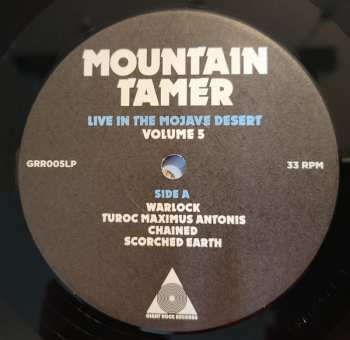 MOUNTAIN
TAMER
LIVE IN THE MOJAVE DESERT
VOLUME 5
GRR005LP
33 RPM
SIDE A
WARLOCK
TUROC MAXIMUS ANTONIS
CHAINED
SCORCHED EARTH
GIANT ROCK RECORDS